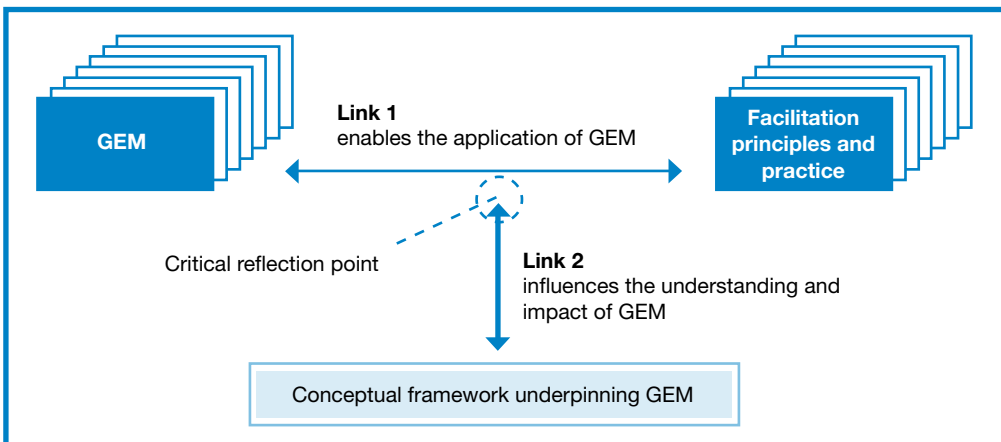 GEM
Link 1
enables the application of GEM
Facilitation
principles and
practice
Critical reflection point
Link 2
influences the understanding and
impact of GEM
Conceptual framework underpinning GEM